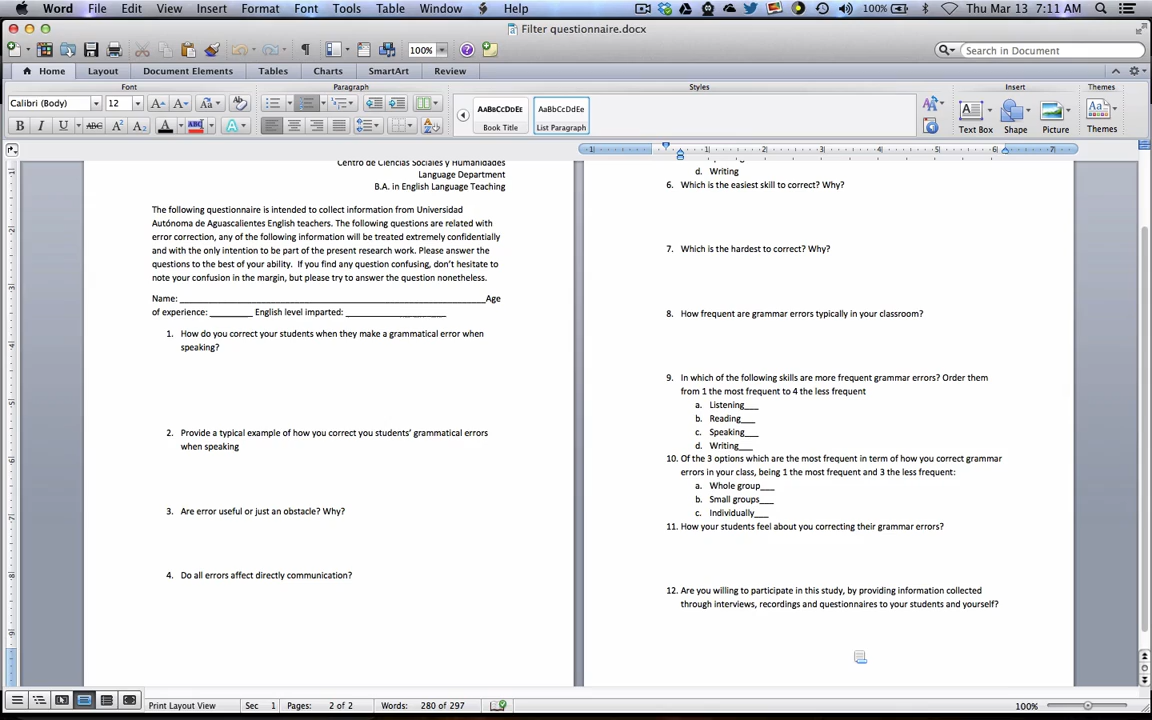 Word File Edit View Insert Format Font Tools Table Window Help 100% Thu Mar 13 7:11 AM
Filter questionnaire.docx
100% Search in Document
Home Layout Document Elements Tables Charts SmartArt Review
Font Paragraph Styles Insert Themes
Calibri (Body) 12 Aa AABBCCDDEE AaBbCcDdEe Aa
Book Title List Paragraph Text Box Shape Picture Themes
B I U ABC A² A₂ A ABC A
Centro de Ciencias Sociales y Humanidades
Language Department
B.A. in English Language Teaching
The following questionnaire is intended to collect information from Universidad
Autónoma de Aguascalientes English teachers. The following questions are related with
error correction, any of the following information will be treated extremely confidentially
and with the only intention to be part of the present research work. Please answer the
questions to the best of your ability. If you find any question confusing, don't hesitate to
note your confusion in the margin, but please try to answer the question nonetheless.
Name: ______________________________Age
of experience: ________ English level imparted: ___________________
1. How do you correct your students when they make a grammatical error when
speaking?
2. Provide a typical example of how you correct you students' grammatical errors
when speaking
3. Are error useful or just an obstacle? Why?
4. Do all errors affect directly communication?
d. Writing
6. Which is the easiest skill to correct? Why?
7. Which is the hardest to correct? Why?
8. How frequent are grammar errors typically in your classroom?
9. In which of the following skills are more frequent grammar errors? Order them
from 1 the most frequent to 4 the less frequent
a. Listening___
b. Reading___
c. Speaking___
d. Writing___
10. Of the 3 options which are the most frequent in term of how you correct grammar
errors in your class, being 1 the most frequent and 3 the less frequent:
a. Whole group___
b. Small groups___
c. Individually___
11. How your students feel about you correcting their grammar errors?
12. Are you willing to participate in this study, by providing information collected
through interviews, recordings and questionnaires to your students and yourself?
Print Layout View Sec 1 Pages: 2 of 2 Words: 280 of 297 100%